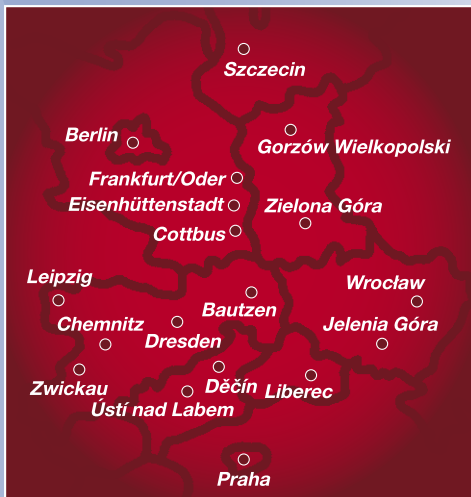 Szczecin
Berlin
Gorzów Wielkopolski
Frankfurt/Oder
Eisenhüttenstadt
Zielona Góra
Cottbus
Leipzig
Wrocław
Bautzen
Chemnitz
Jelenia Góra
Dresden
Děčín
Zwickau
Liberec
Ústí nad Labem
Praha